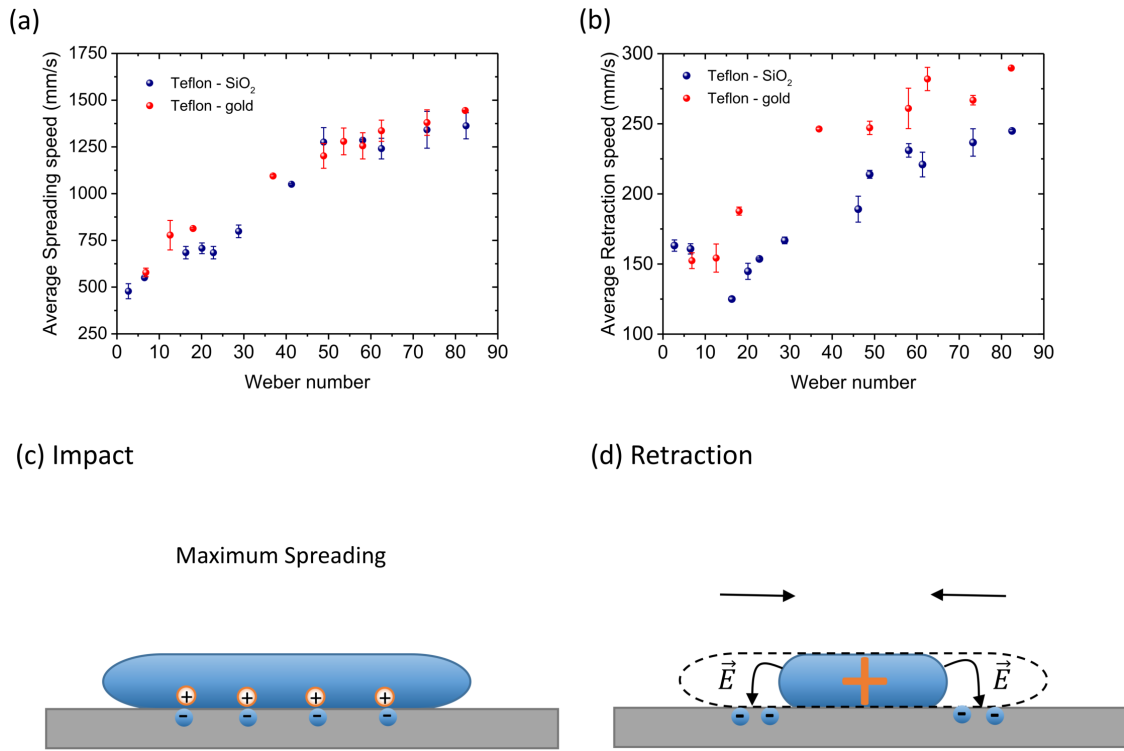 (a)
1750
1500
1250
1000
750
500
250
0 10 20 30 40 50 60 70 80 90
Average Spreading speed (mm/s)
Weber number
Teflon - SiO₂
Teflon - gold
(b)
300
250
200
150
100
0 10 20 30 40 50 60 70 80 90
Average Retraction speed (mm/s)
Weber number
Teflon - SiO₂
Teflon - gold
(c) Impact
Maximum Spreading
+ + + +
- - - -
(d) Retraction
E⃗ + E⃗
- - - -